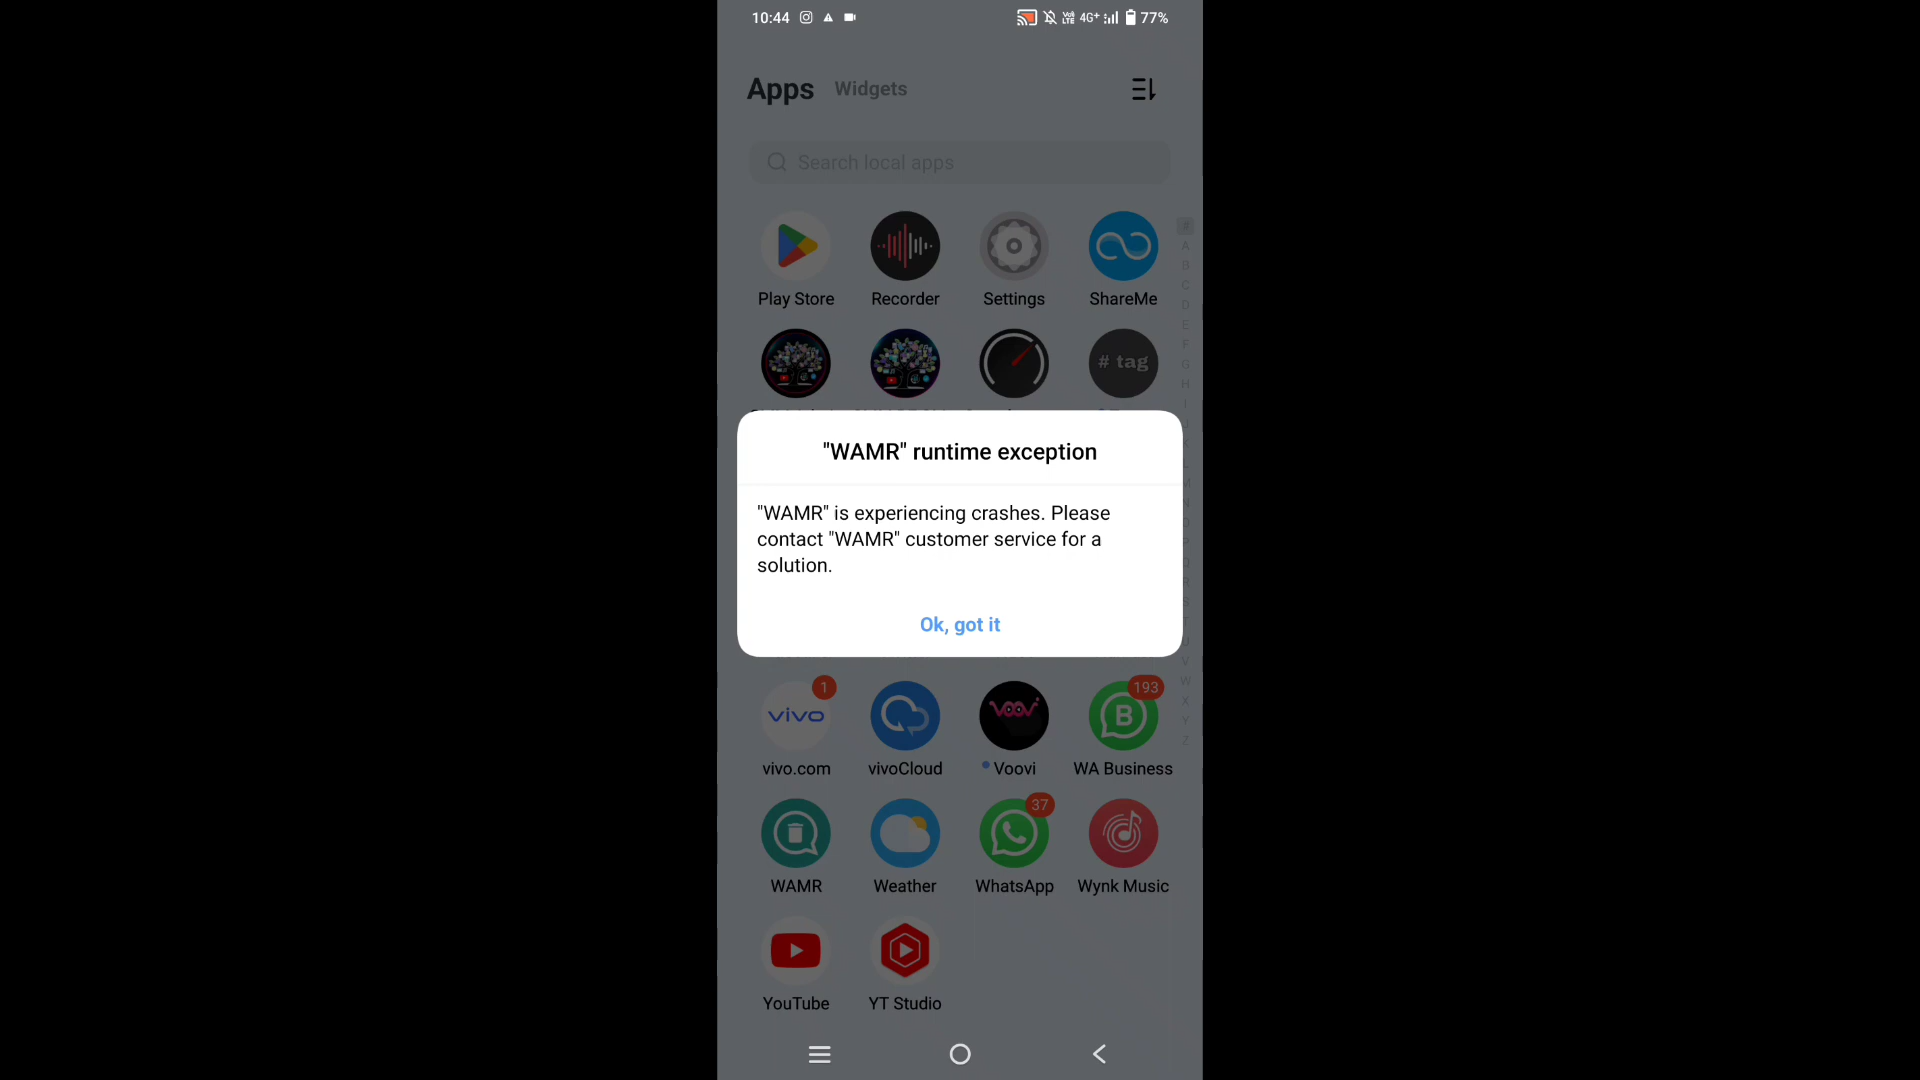 10:44
VoLTE 4G+ 77%
Apps Widgets
Search local apps
Play Store Recorder Settings ShareMe
# tag
"WAMR" runtime exception
"WAMR" is experiencing crashes. Please
contact "WAMR" customer service for a
solution.
Ok, got it
1 193
vivo VOOVi B
vivo.com vivoCloud Voovi WA Business
37
WAMR Weather WhatsApp Wynk Music
YouTube YT Studio
#
A
B
C
D
E
F
G
H
I
V
W
X
Y
Z